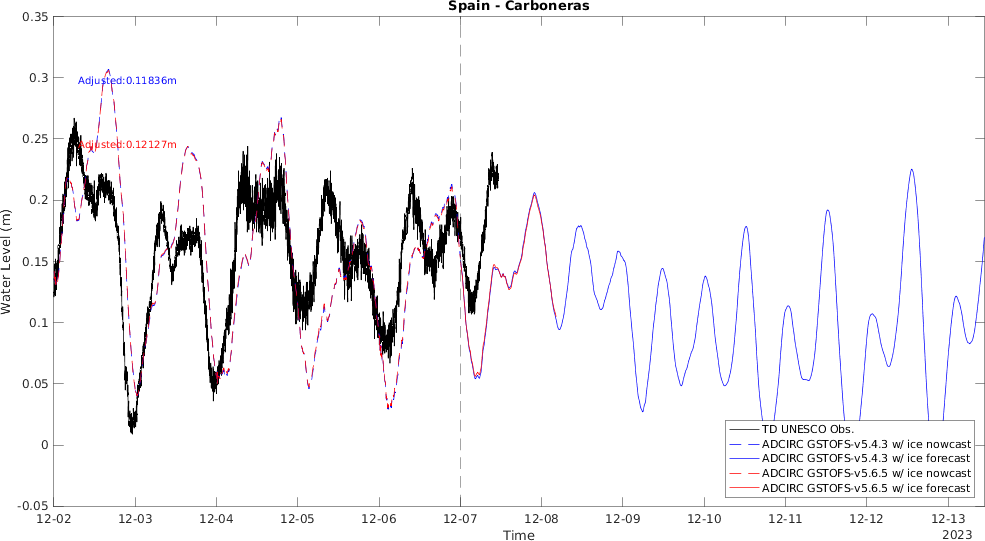 Spain - Carboneras
0.35
0.3
0.25
0.2
0.15
0.1
0.05
0
-0.05
Water Level (m)
Adjusted:0.11836m
Adjusted:0.12127m
TD UNESCO Obs.
ADCIRC GSTOFS-v5.4.3 w/ ice nowcast
ADCIRC GSTOFS-v5.4.3 w/ ice forecast
ADCIRC GSTOFS-v5.6.5 w/ ice nowcast
ADCIRC GSTOFS-v5.6.5 w/ ice forecast
12-02 12-03 12-04 12-05 12-06 12-07 12-08 12-09 12-10 12-11 12-12 12-13
Time
2023